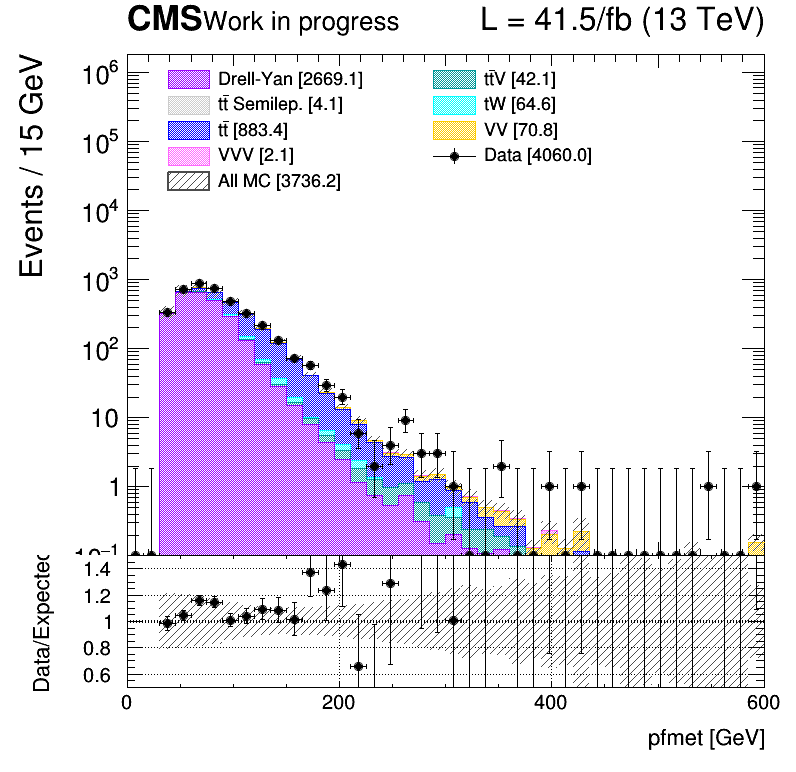 CMS Work in progress L = 41.5/fb (13 TeV)
Events / 15 GeV
Drell-Yan [2669.1]
tt̄ Semilep. [4.1]
tt̄ [883.4]
VVV [2.1]
All MC [3736.2]
tt̄V [42.1]
tW [64.6]
VV [70.8]
Data [4060.0]
10⁶
10⁵
10⁴
10³
10²
10
1
10⁻¹
Data/Expected
1.4
1.2
1
0.8
0.6
0 200 400 600
pfmet [GeV]